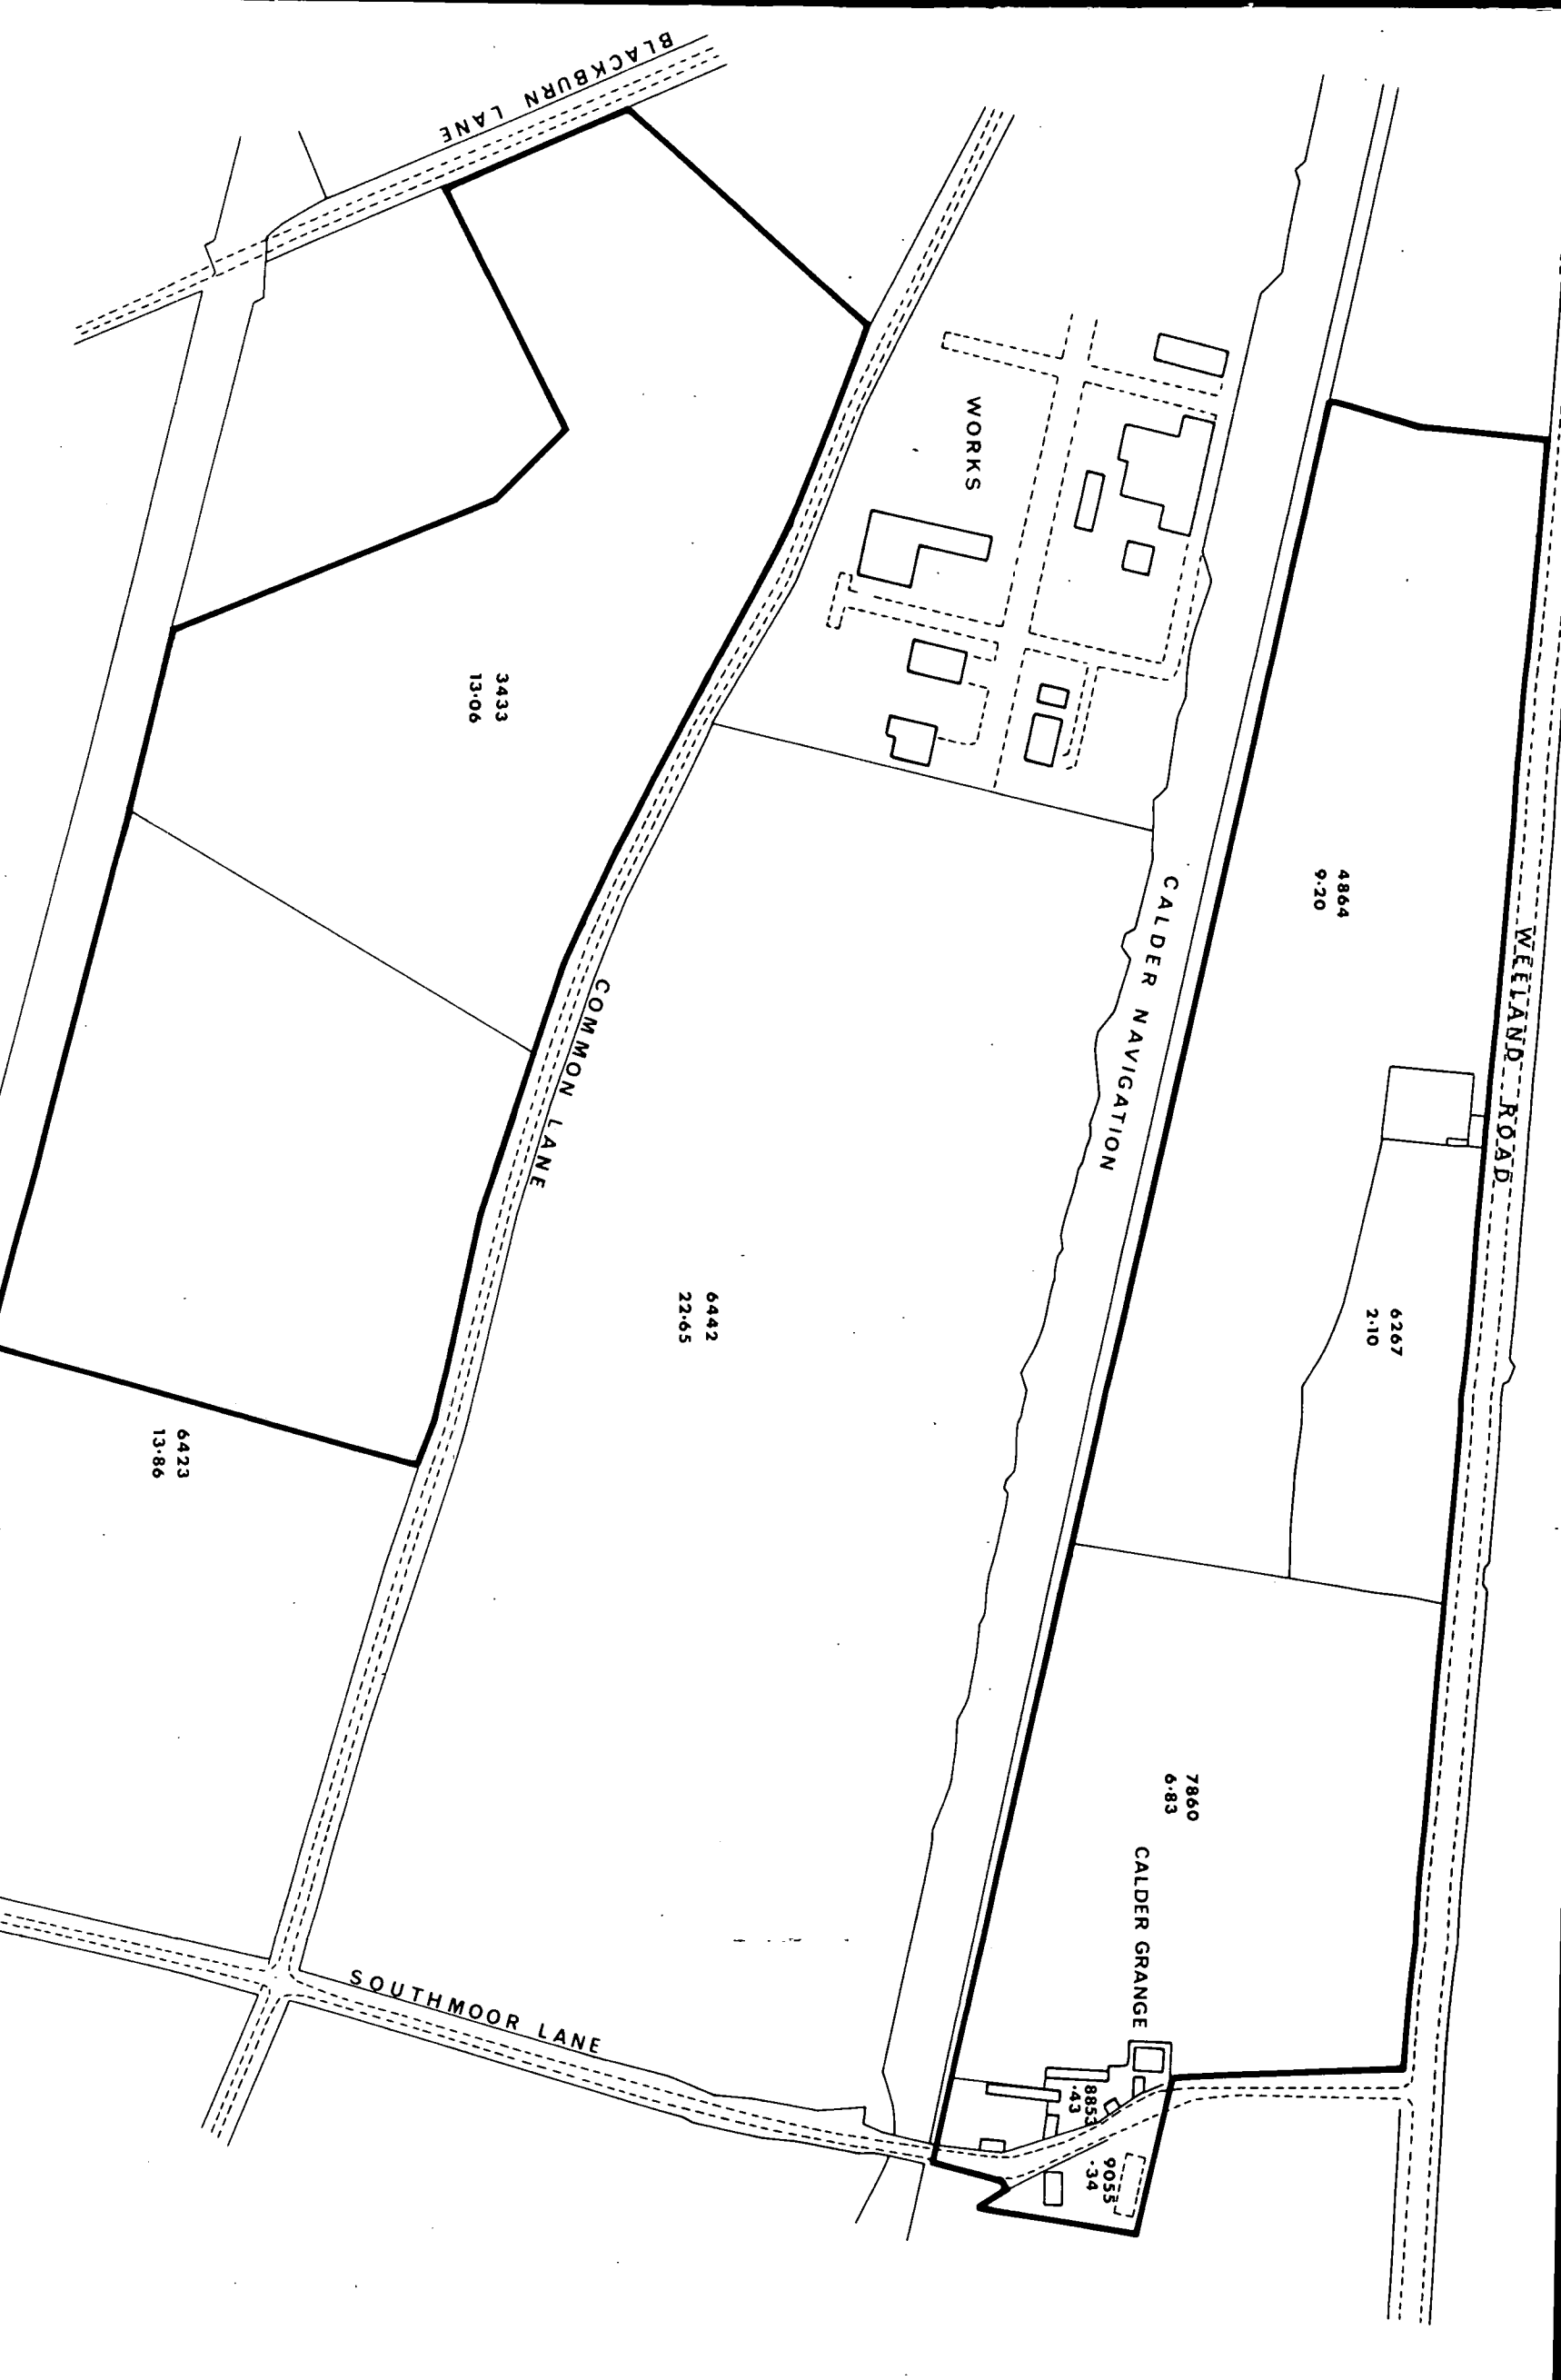 WEELAND ROAD
4864
9·20
6267
2·10
7860
6·83
CALDER GRANGE
8853
·43
9055
·34
CALDER NAVIGATION
WORKS
6442
22·65
COMMON LANE
3433
13·06
6423
13·86
SOUTHMOOR LANE
BLACKBURN LANE